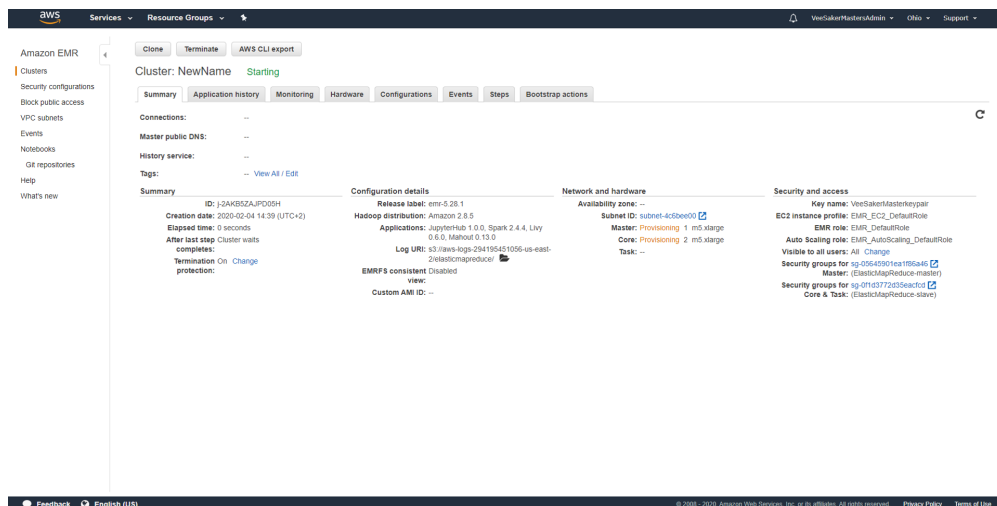 aws Services Resource Groups VeeSakerMastersAdmin Ohio Support
Amazon EMR
Clusters
Security configurations
Block public access
VPC subnets
Events
Notebooks
Git repositories
Help
What's new
Clone Terminate AWS CLI export
Cluster: NewName Starting
Summary Application history Monitoring Hardware Configurations Events Steps Bootstrap actions
Connections: --
Master public DNS: --
History service: --
Tags: -- View All / Edit
Summary
ID: j-2AKB5ZAJPD05H
Creation date: 2020-02-04 14:39 (UTC+2)
Elapsed time: 0 seconds
After last step Cluster waits
completes:
Termination On Change
protection:
Configuration details
Release label: emr-5.28.1
Hadoop distribution: Amazon 2.8.5
Applications: JupyterHub 1.0.0, Spark 2.4.4, Livy
0.6.0, Mahout 0.13.0
Log URI: s3://aws-logs-294195451056-us-east-
2/elasticmapreduce/
EMRFS consistent Disabled
view:
Custom AMI ID: --
Network and hardware
Availability zone: --
Subnet ID: subnet-4c6bee00
Master: Provisioning 1 m5.xlarge
Core: Provisioning 2 m5.xlarge
Task: --
Security and access
Key name: VeeSakerMasterkeypair
EC2 instance profile: EMR_EC2_DefaultRole
EMR role: EMR_DefaultRole
Auto Scaling role: EMR_AutoScaling_DefaultRole
Visible to all users: All Change
Security groups for sg-05645901ea1f86a46
Master: (ElasticMapReduce-master)
Security groups for sg-0f1d3772d35eacfcd
Core & Task: (ElasticMapReduce-slave)
Feedback English (US) © 2008 - 2020, Amazon Web Services, Inc. or its affiliates. All rights reserved. Privacy Policy Terms of Use